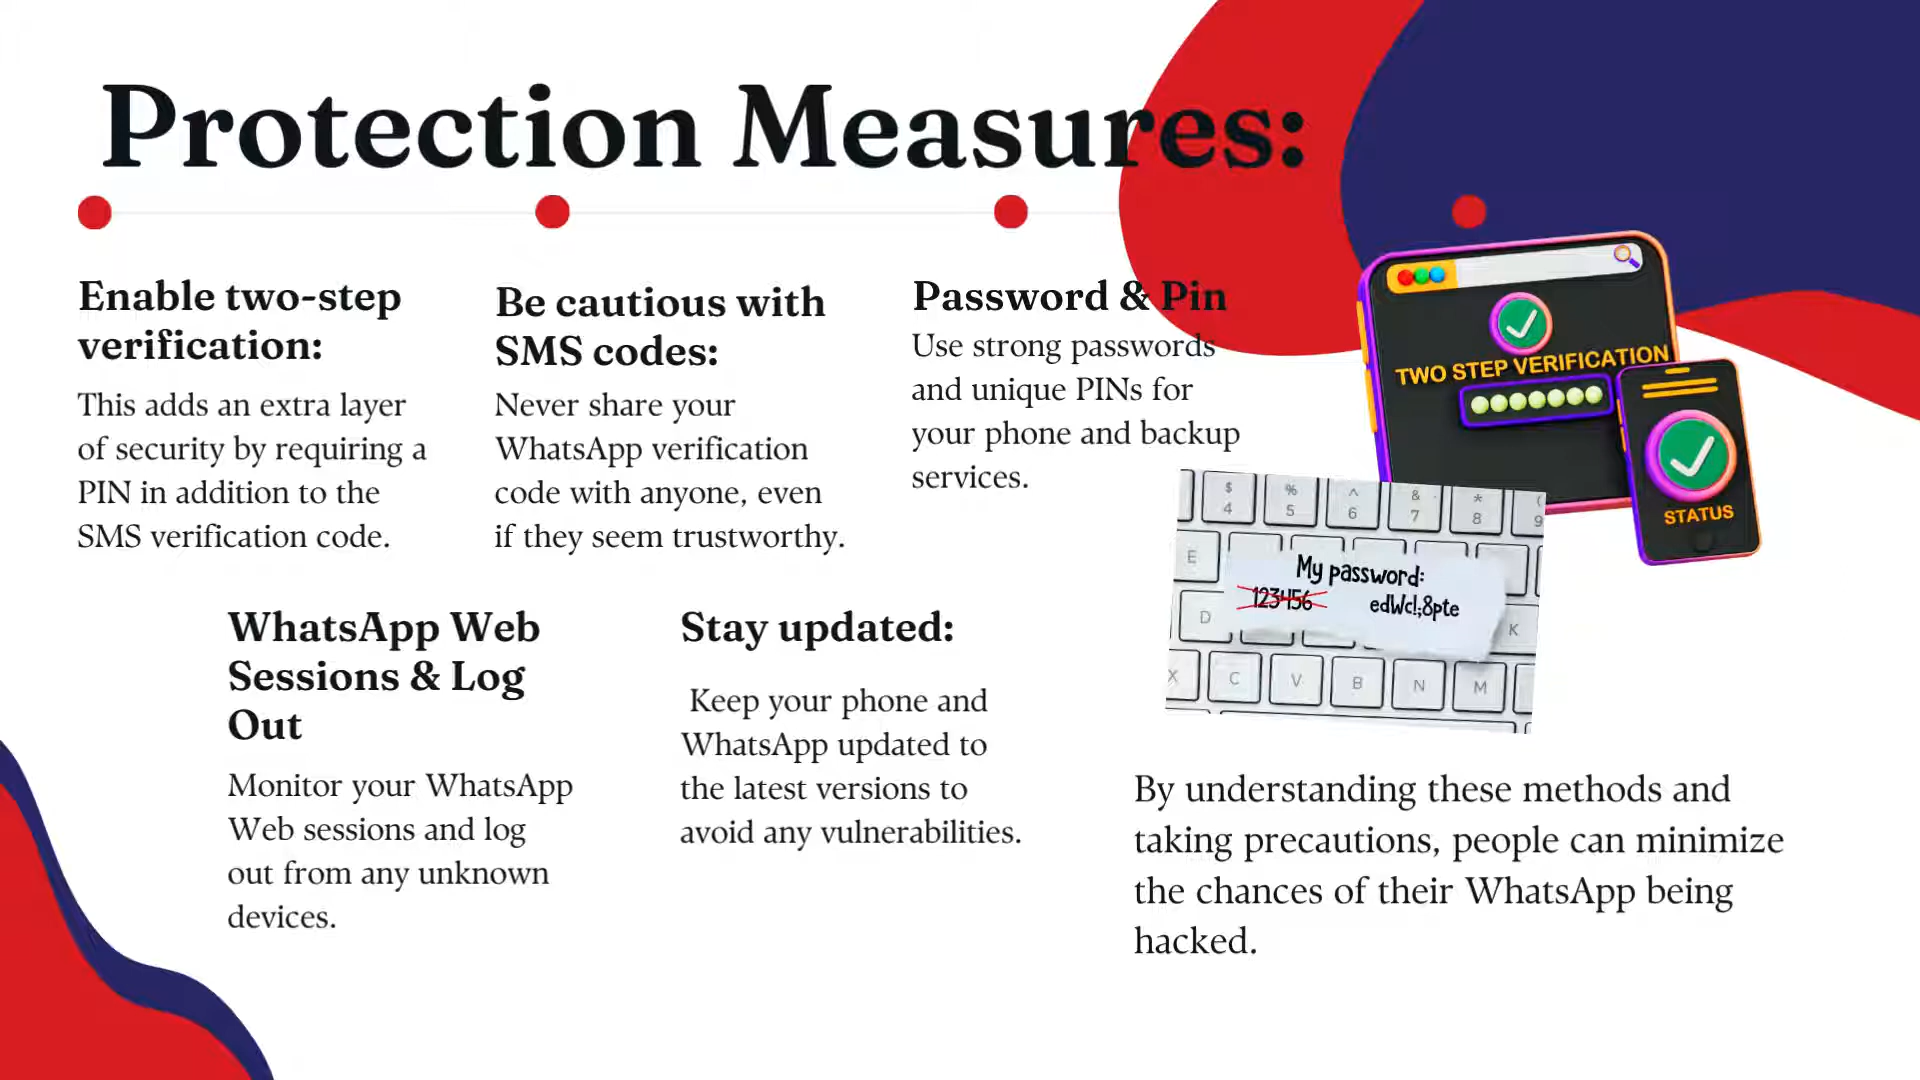 Protection Measures:
Enable two-step
verification:
This adds an extra layer
of security by requiring a
PIN in addition to the
SMS verification code.
Be cautious with
SMS codes:
Never share your
WhatsApp verification
code with anyone, even
if they seem trustworthy.
Password & Pin
Use strong passwords
and unique PINs for
your phone and backup
services.
TWO STEP VERIFICATION
STATUS
$ % ^ & * (
4 5 6 7 8 9
E
My password:
123456 edWc!;8pte
D K
X C V B N M
WhatsApp Web
Sessions & Log
Out
Monitor your WhatsApp
Web sessions and log
out from any unknown
devices.
Stay updated:
Keep your phone and
WhatsApp updated to
the latest versions to
avoid any vulnerabilities.
By understanding these methods and
taking precautions, people can minimize
the chances of their WhatsApp being
hacked.